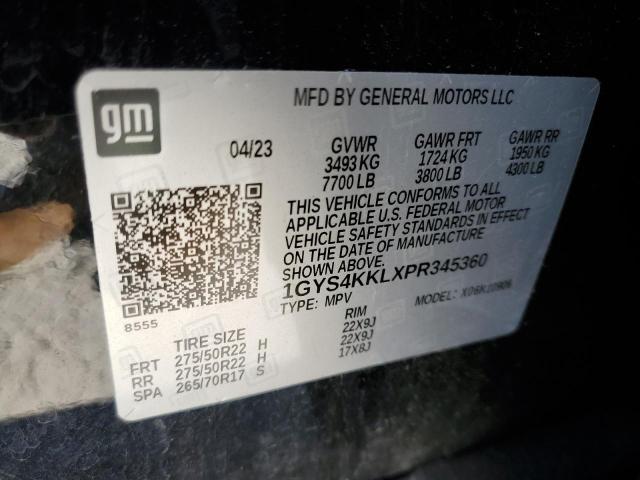 gm
MFD BY GENERAL MOTORS LLC
04/23 GVWR GAWR FRT GAWR RR
3493 KG 1724 KG 1950 KG
7700 LB 3800 LB 4300 LB
THIS VEHICLE CONFORMS TO ALL
APPLICABLE U.S. FEDERAL MOTOR
VEHICLE SAFETY STANDARDS IN EFFECT
ON THE DATE OF MANUFACTURE
SHOWN ABOVE.
1GYS4KKLXPR345360
TYPE: MPV MODEL:
8555
TIRE SIZE RIM
FRT 275/50R22 H 22X9J
RR 275/50R22 H 22X9J
SPA 265/70R17 S 17X8J